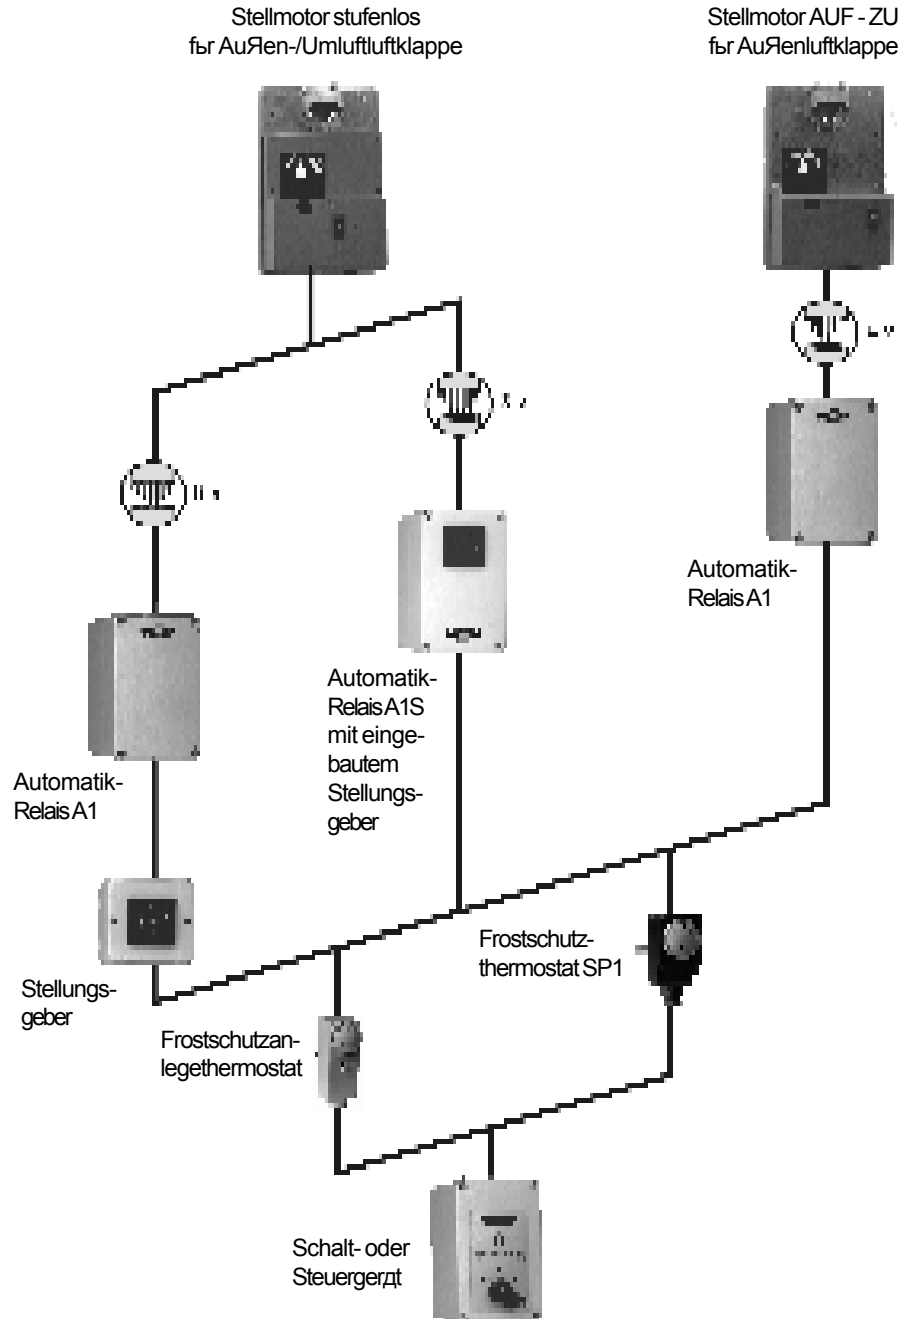 Stellmotor stufenlos
fьr AuЯen-/Umluftluftklappe
Stellmotor AUF - ZU
fьr AuЯenluftklappe
Automatik-
Relais A1
Automatik-
Relais A1S
mit einge-
bautem
Stellungs-
geber
Automatik-
Relais A1
Stellungs-
geber
Frostschutz-
thermostat SP1
Frostschutzan-
legethermostat
Schalt- oder
Steuergerдt